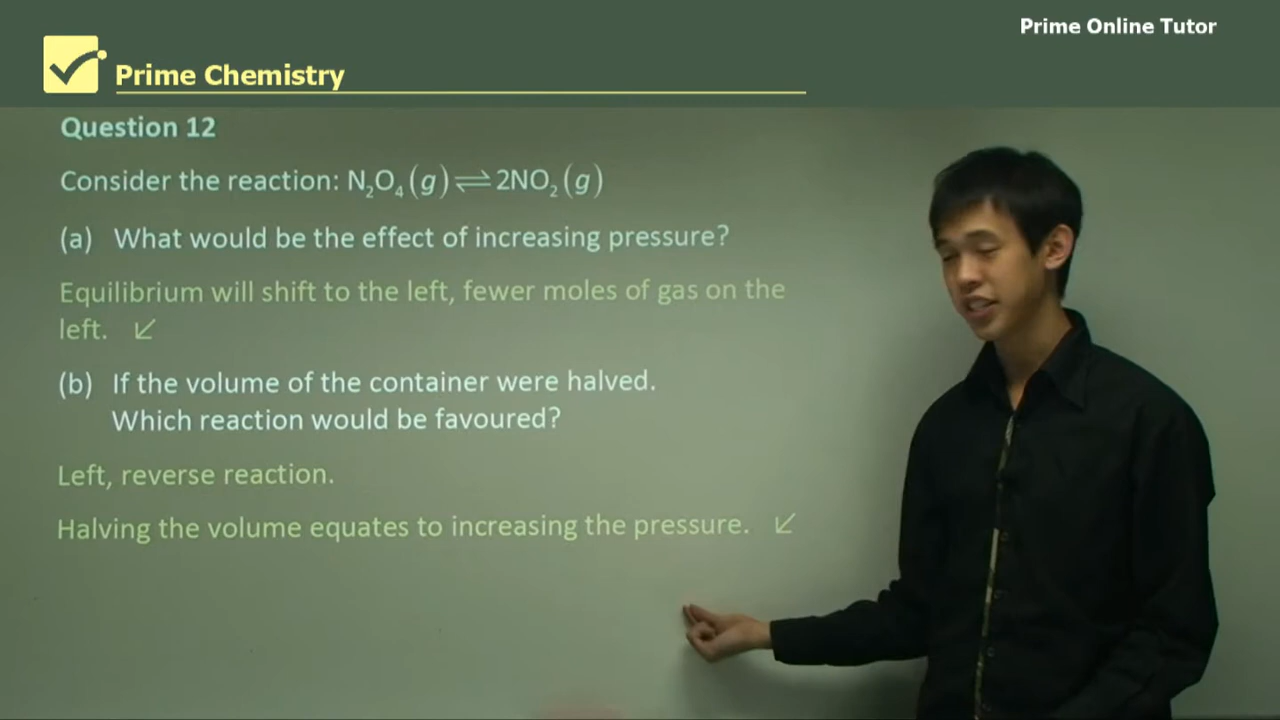 Prime Online Tutor
Prime Chemistry
Question 12
Consider the reaction: N₂O₄(g)⇌2NO₂(g)
(a) What would be the effect of increasing pressure?
Equilibrium will shift to the left, fewer moles of gas on the
left. ↙
(b) If the volume of the container were halved.
Which reaction would be favoured?
Left, reverse reaction.
Halving the volume equates to increasing the pressure. ↙